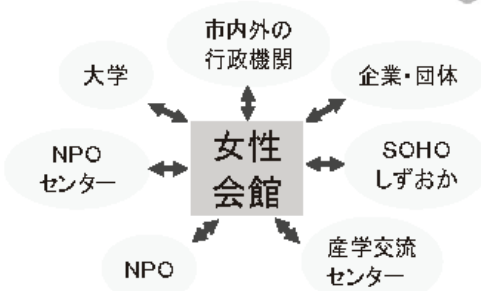 市内外の
行政機関
大学
企業・団体
女性
会館
NPO
センター
SOHO
しずおか
NPO
産学交流
センター